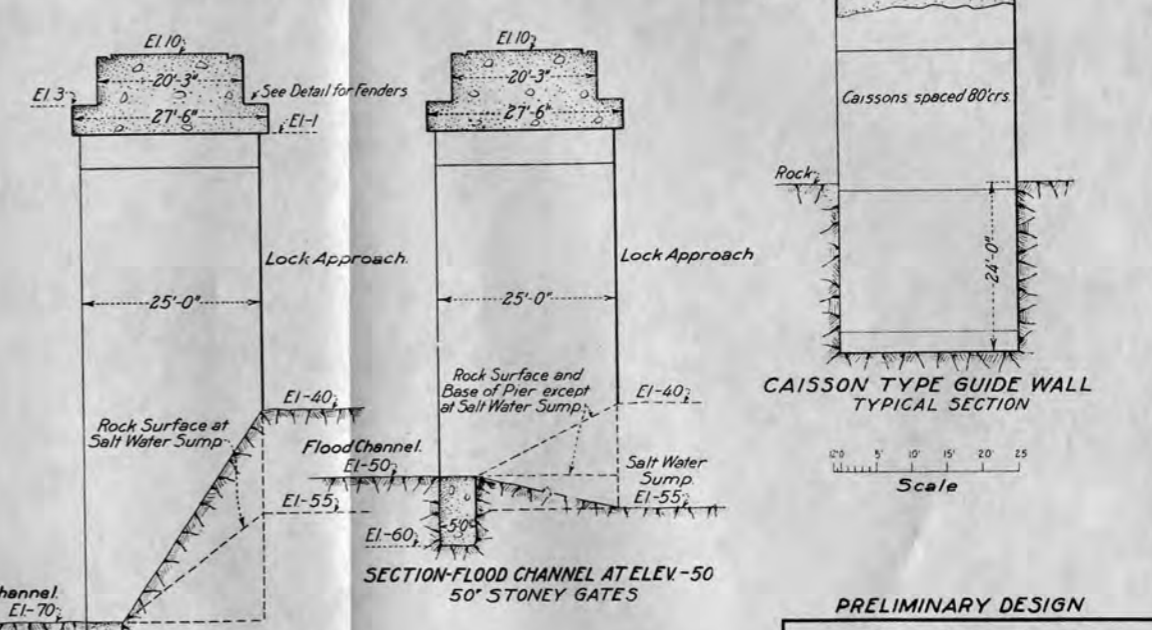 El.10
20'-3"
El.3
See Detail for Fenders
27'-6"
El-1
Lock Approach.
25'-0"
El-40
Rock Surface at
Salt Water Sump
El-55
El-70
El.10
20'-3"
27'-6"
Lock Approach
25'-0"
Rock Surface and
Base of Pier except
at Salt Water Sump
El-40
Flood Channel.
El-50
Salt Water
Sump.
El-55
5'0"
El-60
SECTION-FLOOD CHANNEL AT ELEV.-50
50' STONEY GATES
Caissons spaced 80'crs.
Rock
24'-0"
CAISSON TYPE GUIDE WALL
TYPICAL SECTION
5' 10' 15' 20' 25
Scale
PRELIMINARY DESIGN